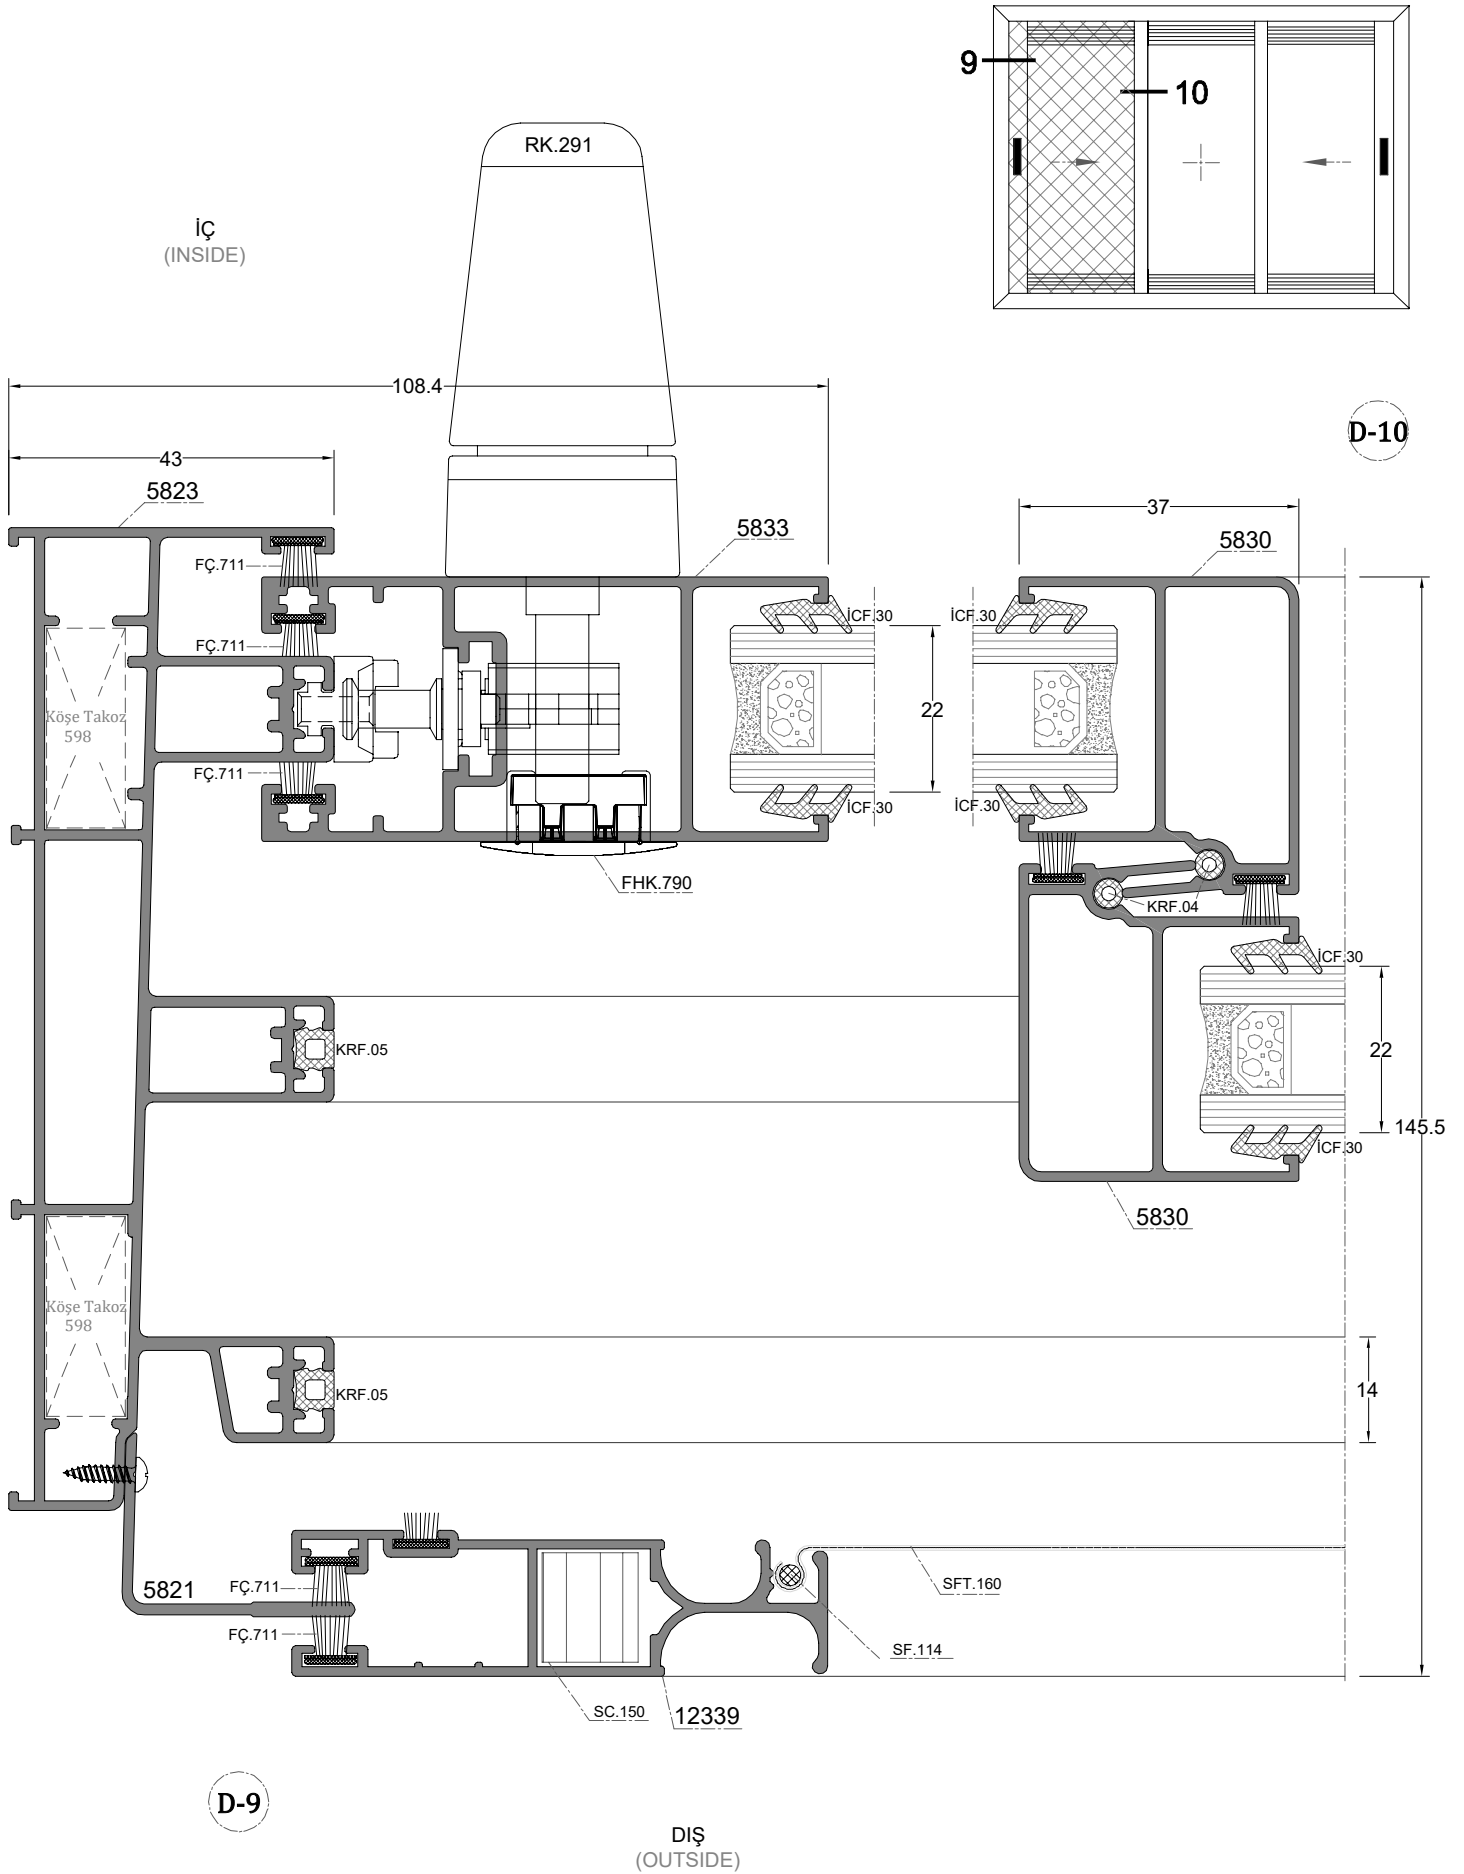 9
10
RK.291
İÇ
(INSIDE)
108.4
D-10
43
5823
37
5833
5830
FÇ.711
İCF.30
İCF.30
FÇ.711
Köşe Takoz
598
22
FÇ.711
İCF.30
İCF.30
FHK.790
KRF.04
İCF.30
KRF.05
22
145.5
İCF.30
5830
Köşe Takoz
598
KRF.05
14
5821
FÇ.711
SFT.160
FÇ.711
SF.114
SC.150
12339
D-9
DIŞ
(OUTSIDE)